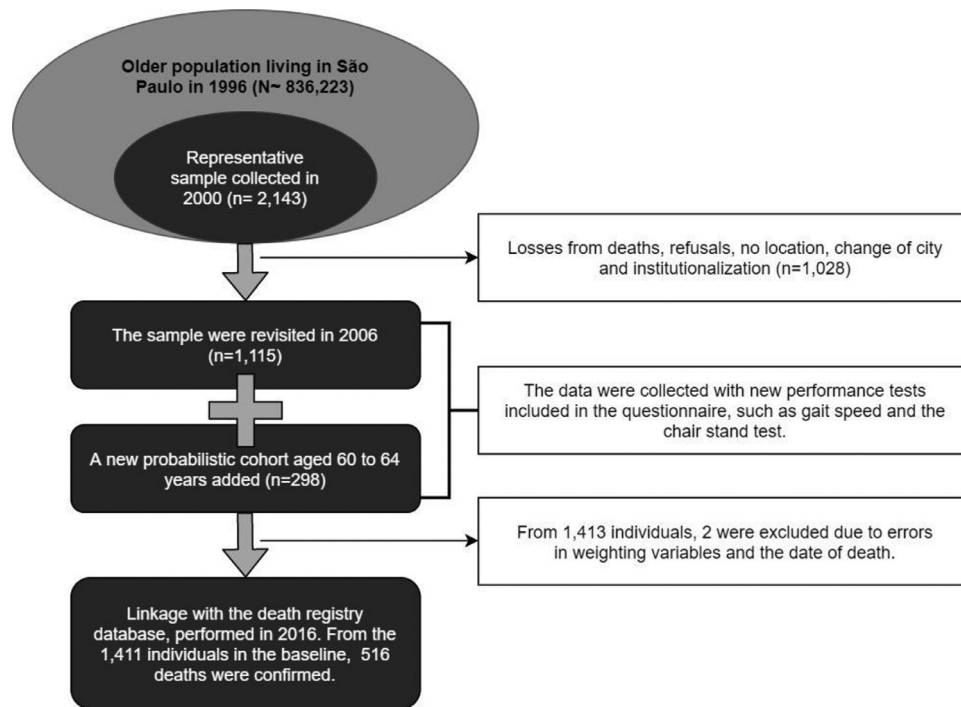 Older population living in São
Paulo in 1996 (N~ 836,223)
Representative
sample collected in
2000 (n= 2,143)
Losses from deaths, refusals, no location, change of city
and institutionalization (n=1,028)
The sample were revisited in 2006
(n=1,115)
The data were collected with new performance tests
included in the questionnaire, such as gait speed and the
chair stand test.
A new probabilistic cohort aged 60 to 64
years added (n=298)
From 1,413 individuals, 2 were excluded due to errors
in weighting variables and the date of death.
Linkage with the death registry
database, performed in 2016. From the
1,411 individuals in the baseline,  516
deaths were confirmed.